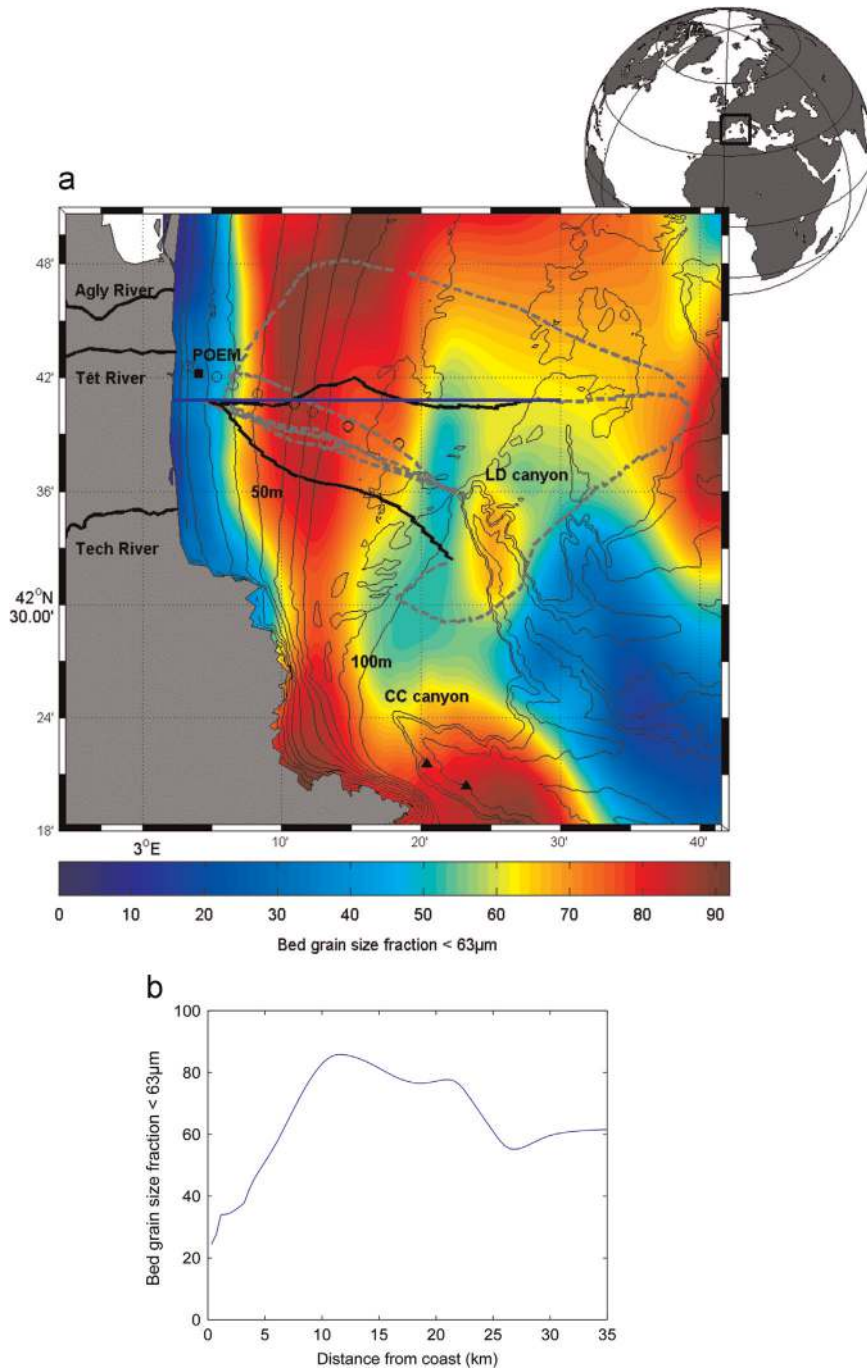 a
48'
Agly River
POEM
42'
Têt River
LD canyon
36'
50m
Tech River
42°N
30.00'
100m
CC canyon
24'
18'
3°E
10'
20'
30'
40'
0 10 20 30 40 50 60 70 80 90
Bed grain size fraction < 63µm
b
100
80
60
40
20
0
Bed grain size fraction < 63µm
0 5 10 15 20 25 30 35
Distance from coast (km)